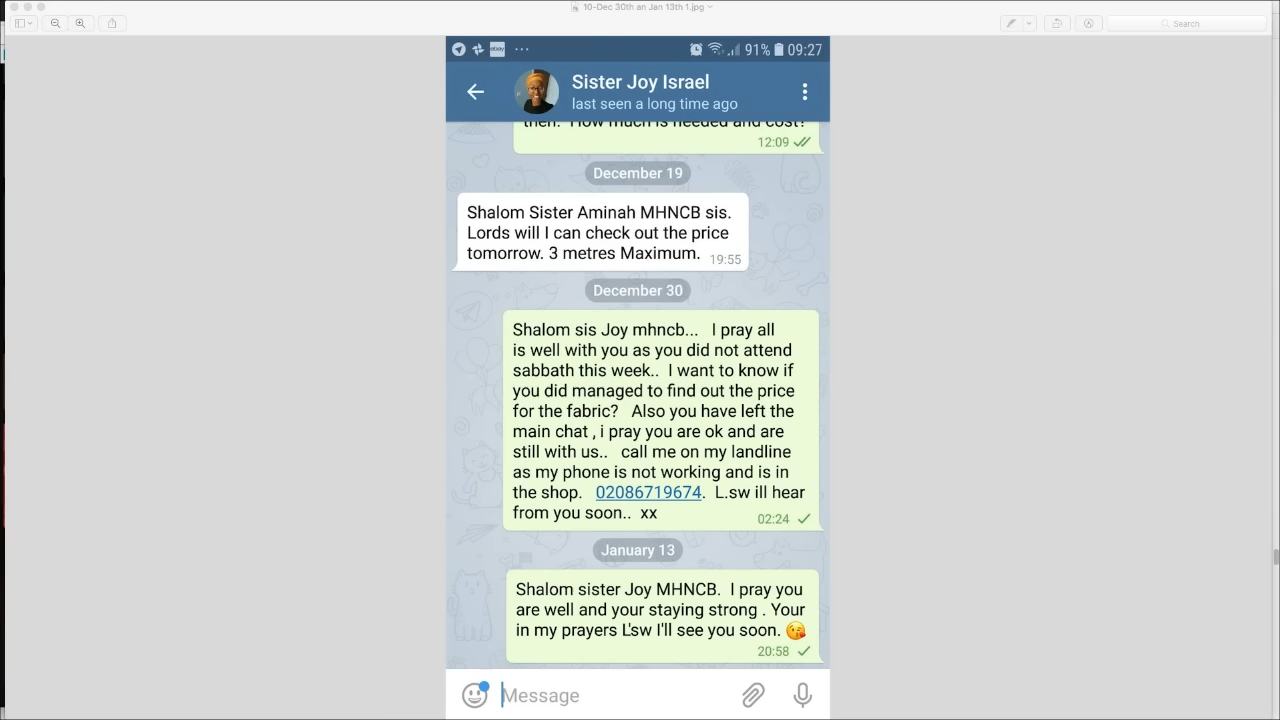 10-Dec 30th an Jan 13th 1.jpg
Search
ebay
91% 09:27
Sister Joy Israel
last seen a long time ago
then. How much is needed and cost?
12:09
December 19
Shalom Sister Aminah MHNCB sis.
Lords will I can check out the price
tomorrow. 3 metres Maximum. 19:55
December 30
Shalom sis Joy mhncb... I pray all
is well with you as you did not attend
sabbath this week.. I want to know if
you did managed to find out the price
for the fabric? Also you have left the
main chat , i pray you are ok and are
still with us.. call me on my landline
as my phone is not working and is in
the shop. 02086719674. L.sw ill hear
from you soon.. xx 02:24
January 13
Shalom sister Joy MHNCB. I pray you
are well and your staying strong . Your
in my prayers L'sw I'll see you soon. 😘
20:58
Message